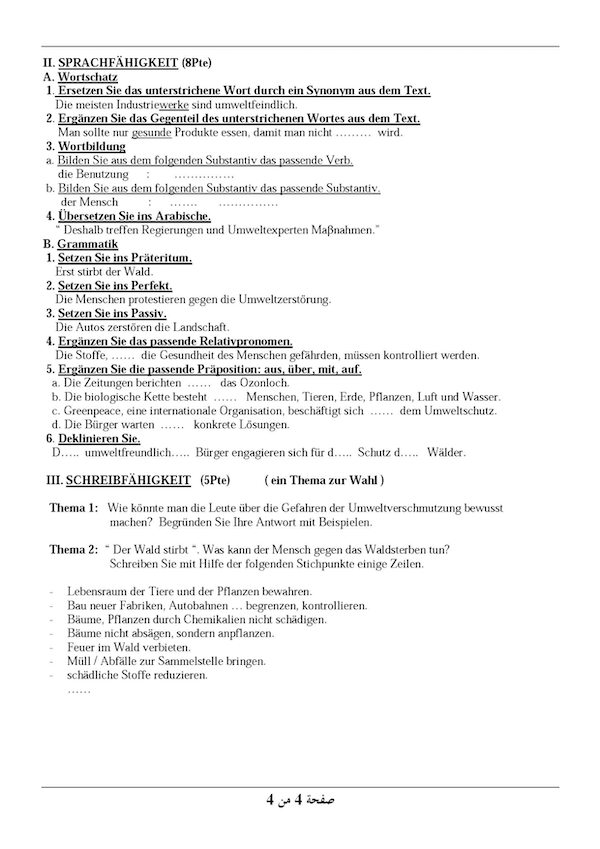 II. SPRACHFÄHIGKEIT (8Pte)
A. Wortschatz
1. Ersetzen Sie das unterstrichene Wort durch ein Synonym aus dem Text.
Die meisten Industriewerke sind umweltfeindlich.
2. Ergänzen Sie das Gegenteil des unterstrichenen Wortes aus dem Text.
Man sollte nur gesunde Produkte essen, damit man nicht ……… wird.
3. Wortbildung
a. Bilden Sie aus dem folgenden Substantiv das passende Verb.
die Benutzung : ……………
b. Bilden Sie aus dem folgenden Substantiv das passende Substantiv.
der Mensch : ……. ……………
4. Übersetzen Sie ins Arabische.
“ Deshalb treffen Regierungen und Umweltexperten Maβnahmen.”
B. Grammatik
1. Setzen Sie ins Präteritum.
Erst stirbt der Wald.
2. Setzen Sie ins Perfekt.
Die Menschen protestieren gegen die Umweltzerstörung.
3. Setzen Sie ins Passiv.
Die Autos zerstören die Landschaft.
4. Ergänzen Sie das passende Relativpronomen.
Die Stoffe, …… die Gesundheit des Menschen gefährden, müssen kontrolliert werden.
5. Ergänzen Sie die passende Präposition: aus, über, mit, auf.
a. Die Zeitungen berichten …… das Ozonloch.
b. Die biologische Kette besteht …… Menschen, Tieren, Erde, Pflanzen, Luft und Wasser.
c. Greenpeace, eine internationale Organisation, beschäftigt sich …… dem Umweltschutz.
d. Die Bürger warten …… konkrete Lösungen.
6. Deklinieren Sie.
D….. umweltfreundlich….. Bürger engagieren sich für d….. Schutz d….. Wälder.
III. SCHREIBFÄHIGKEIT (5Pte) ( ein Thema zur Wahl )
Thema 1: Wie könnte man die Leute über die Gefahren der Umweltverschmutzung bewusst
machen? Begründen Sie Ihre Antwort mit Beispielen.
Thema 2: “ Der Wald stirbt “. Was kann der Mensch gegen das Waldsterben tun?
Schreiben Sie mit Hilfe der folgenden Stichpunkte einige Zeilen.
- Lebensraum der Tiere und der Pflanzen bewahren.
- Bau neuer Fabriken, Autobahnen … begrenzen, kontrollieren.
- Bäume, Pflanzen durch Chemikalien nicht schädigen.
- Bäume nicht absägen, sondern anpflanzen.
- Feuer im Wald verbieten.
- Müll / Abfälle zur Sammelstelle bringen.
- schädliche Stoffe reduzieren.
……
صفحة 4 من 4